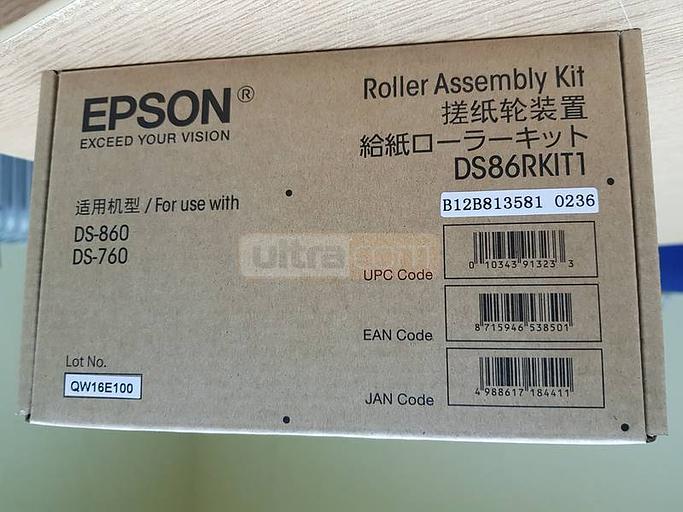 EPSON®
EXCEED YOUR VISION
Roller Assembly Kit
搓纸轮装置
給紙ローラーキット
DS86RKIT1
B12B813581 0236
适用机型 / For use with
DS-860
DS-760
ultra.com
UPC Code
0 10343 91323 3
EAN Code
8 715946 538501
JAN Code
4 988617 184411
Lot No.
QW16E100